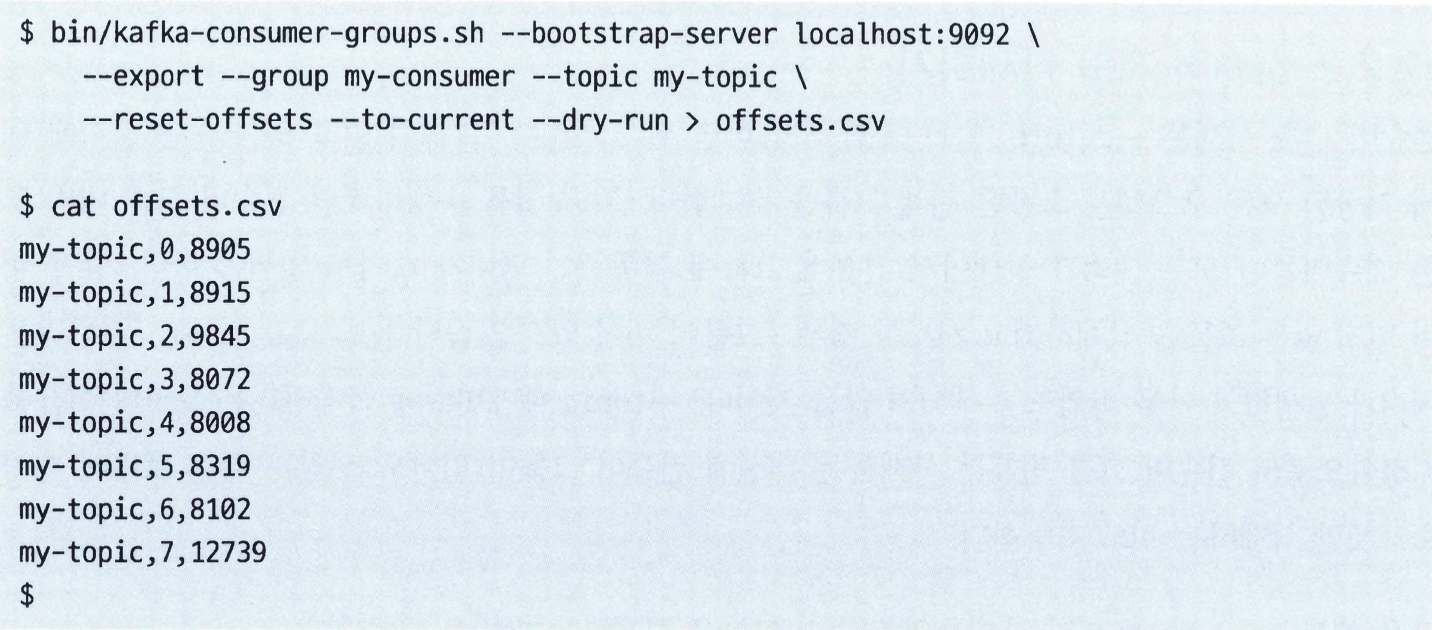 $ bin/kafka-consumer-groups.sh --bootstrap-server localhost:9092 \
--export --group my-consumer --topic my-topic \
--reset-offsets --to-current --dry-run > offsets.csv
$ cat offsets.csv
my-topic,0,8905
my-topic,1,8915
my-topic,2,9845
my-topic,3,8072
my-topic,4,8008
my-topic,5,8319
my-topic,6,8102
my-topic,7,12739
$